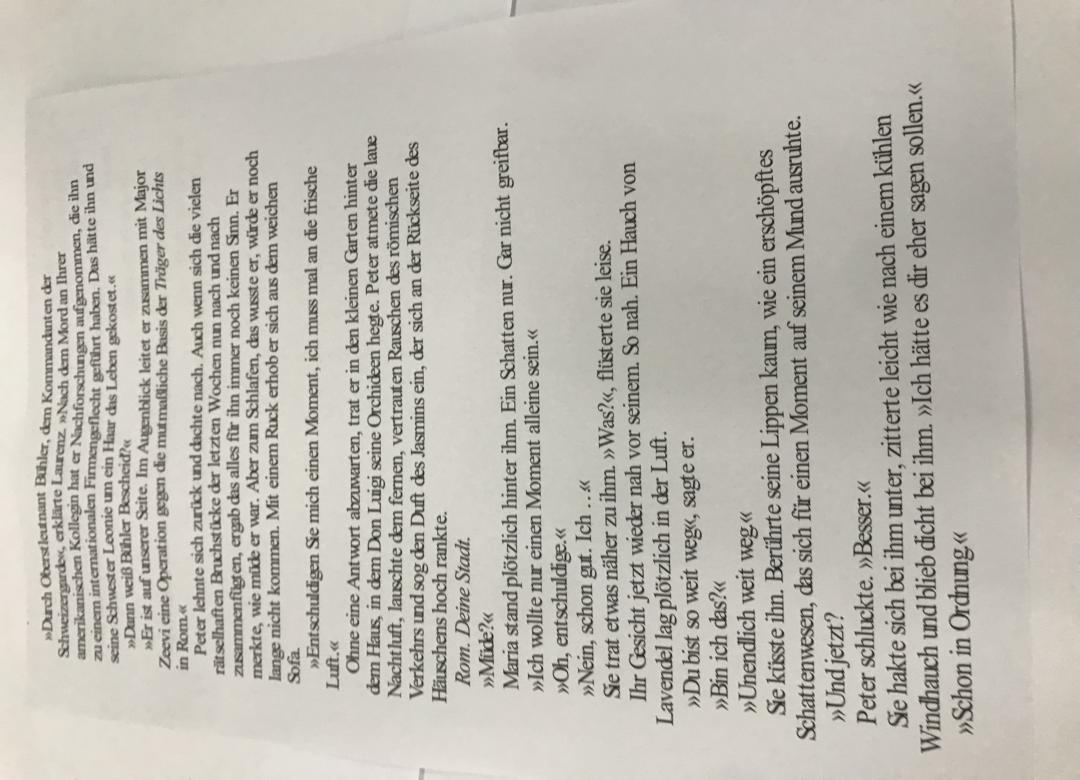 »Durch Oberstleutnant Bühler, dem Kommandanten der
Schweizergarde«, erklärte Laurenz. »Nach dem Mord an Ihrer
amerikanischen Kollegin hat er Nachforschungen aufgenommen, die ihn
zu einem internationalen Firmengeflecht geführt haben. Das hätte ihn und
seine Schwester Leonie um ein Haar das Leben gekostet.«
»Dann weiß Bühler Bescheid?«
»Er ist auf unserer Seite. Im Augenblick leitet er zusammen mit Major
Zeevi eine Operation gegen die mutmaßliche Basis der Träger des Lichts
in Rom.«
Peter lehnte sich zurück und dachte nach. Auch wenn sich die vielen
rätselhaften Bruchstücke der letzten Wochen nun nach und nach
zusammenfügten, ergab das alles für ihn immer noch keinen Sinn. Er
merkte, wie müde er war. Aber zum Schlafen, das wusste er, würde er noch
lange nicht kommen. Mit einem Ruck erhob er sich aus dem weichen
Sofa.
»Entschuldigen Sie mich einen Moment, ich muss mal an die frische
Luft.«
Ohne eine Antwort abzuwarten, trat er in den kleinen Garten hinter
dem Haus, in dem Don Luigi seine Orchideen hegte. Peter atmete die laue
Nachtluft, lauschte dem fernen, vertrauten Rauschen des römischen
Verkehrs und sog den Duft des Jasmins ein, der sich an der Rückseite des
Häuschens hoch rankte.
Rom. Deine Stadt.
»Müde?«
Maria stand plötzlich hinter ihm. Ein Schatten nur. Gar nicht greifbar.
»Ich wollte nur einen Moment alleine sein.«
»Oh, entschuldige.«
»Nein, schon gut. Ich …«
Sie trat etwas näher zu ihm. »Was?«, flüsterte sie leise.
Ihr Gesicht jetzt wieder nah vor seinem. So nah. Ein Hauch von
Lavendel lag plötzlich in der Luft.
»Du bist so weit weg«, sagte er.
»Bin ich das?«
»Unendlich weit weg.«
Sie küsste ihn. Berührte seine Lippen kaum, wie ein erschöpftes
Schattenwesen, das sich für einen Moment auf seinem Mund ausruhte.
»Und jetzt?
Peter schluckte. »Besser.«
Sie hakte sich bei ihm unter, zitterte leicht wie nach einem kühlen
Windhauch und blieb dicht bei ihm. »Ich hätte es dir eher sagen sollen.«
»Schon in Ordnung«